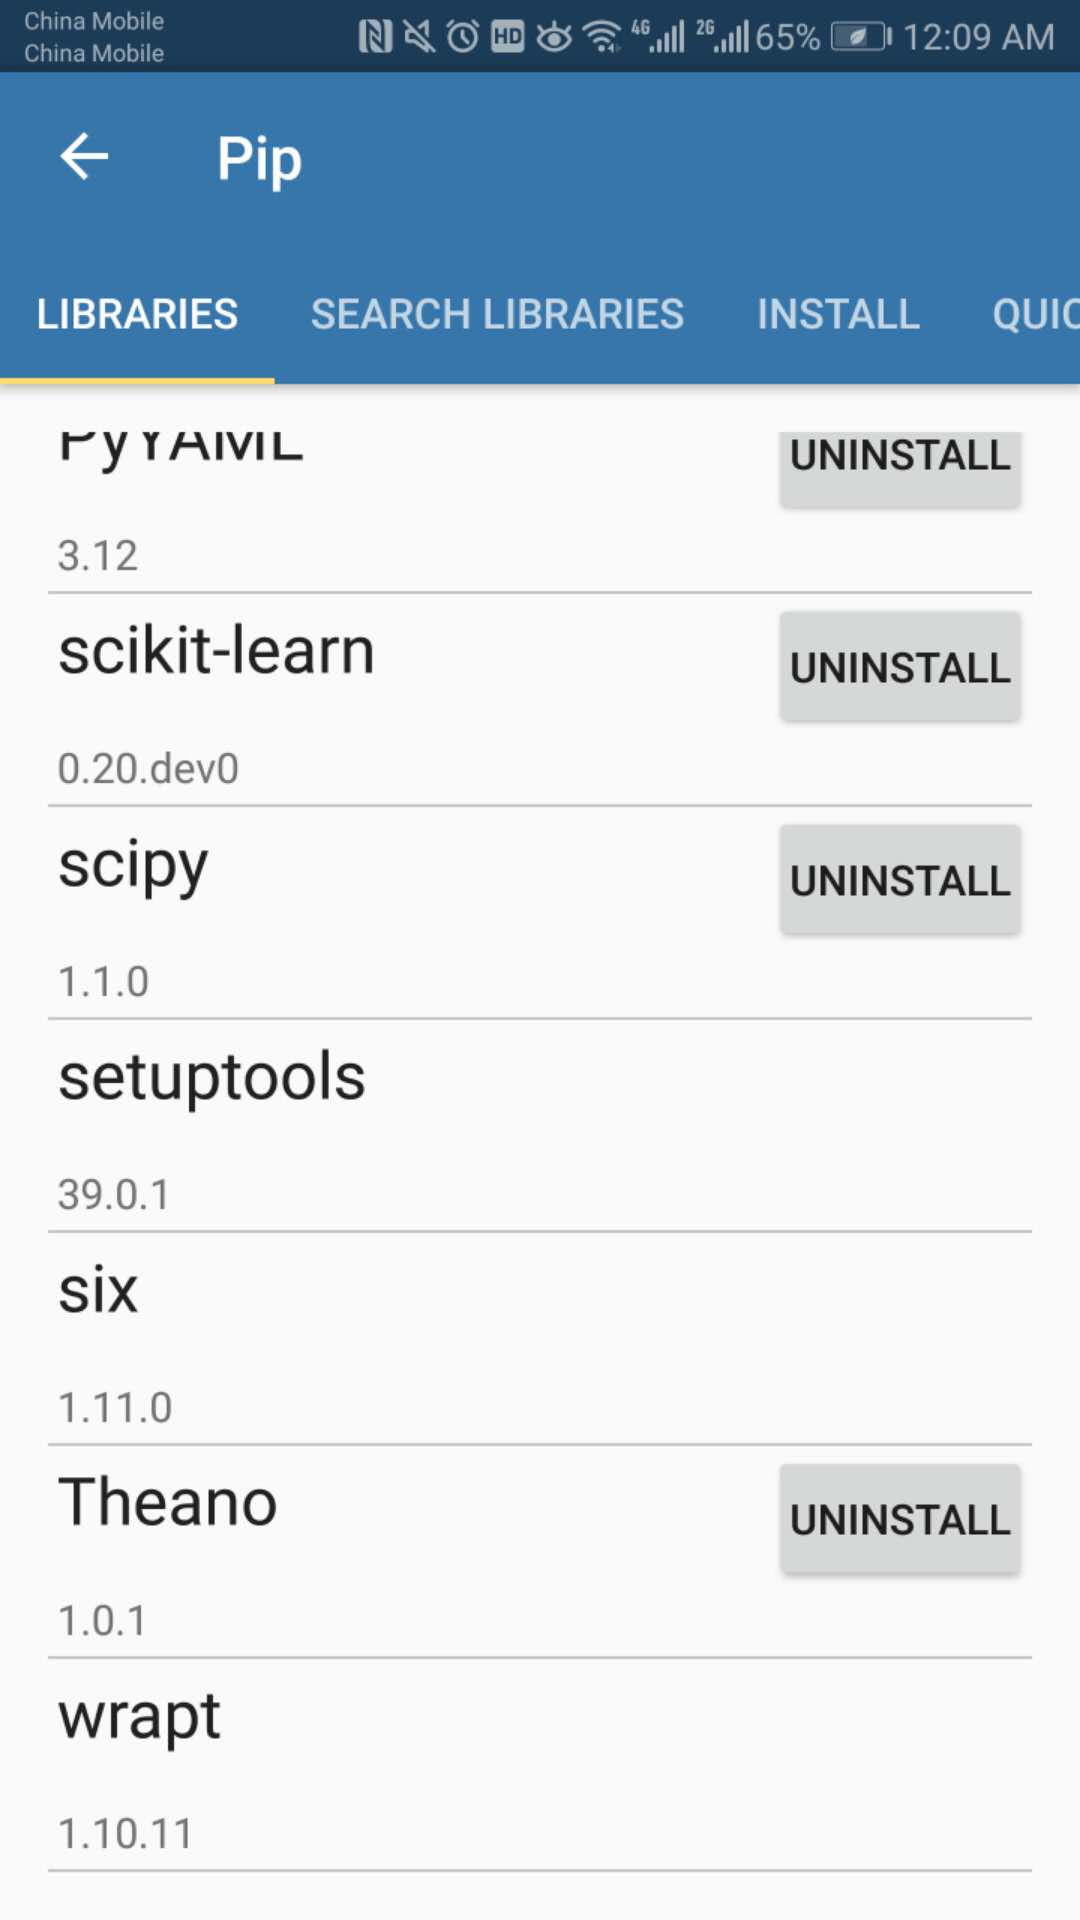 China Mobile
China Mobile
HD 4G 2G 65% 12:09 AM
Pip
LIBRARIES SEARCH LIBRARIES INSTALL QUIC
PyYAML UNINSTALL
3.12
scikit-learn UNINSTALL
0.20.dev0
scipy UNINSTALL
1.1.0
setuptools
39.0.1
six
1.11.0
Theano UNINSTALL
1.0.1
wrapt
1.10.11